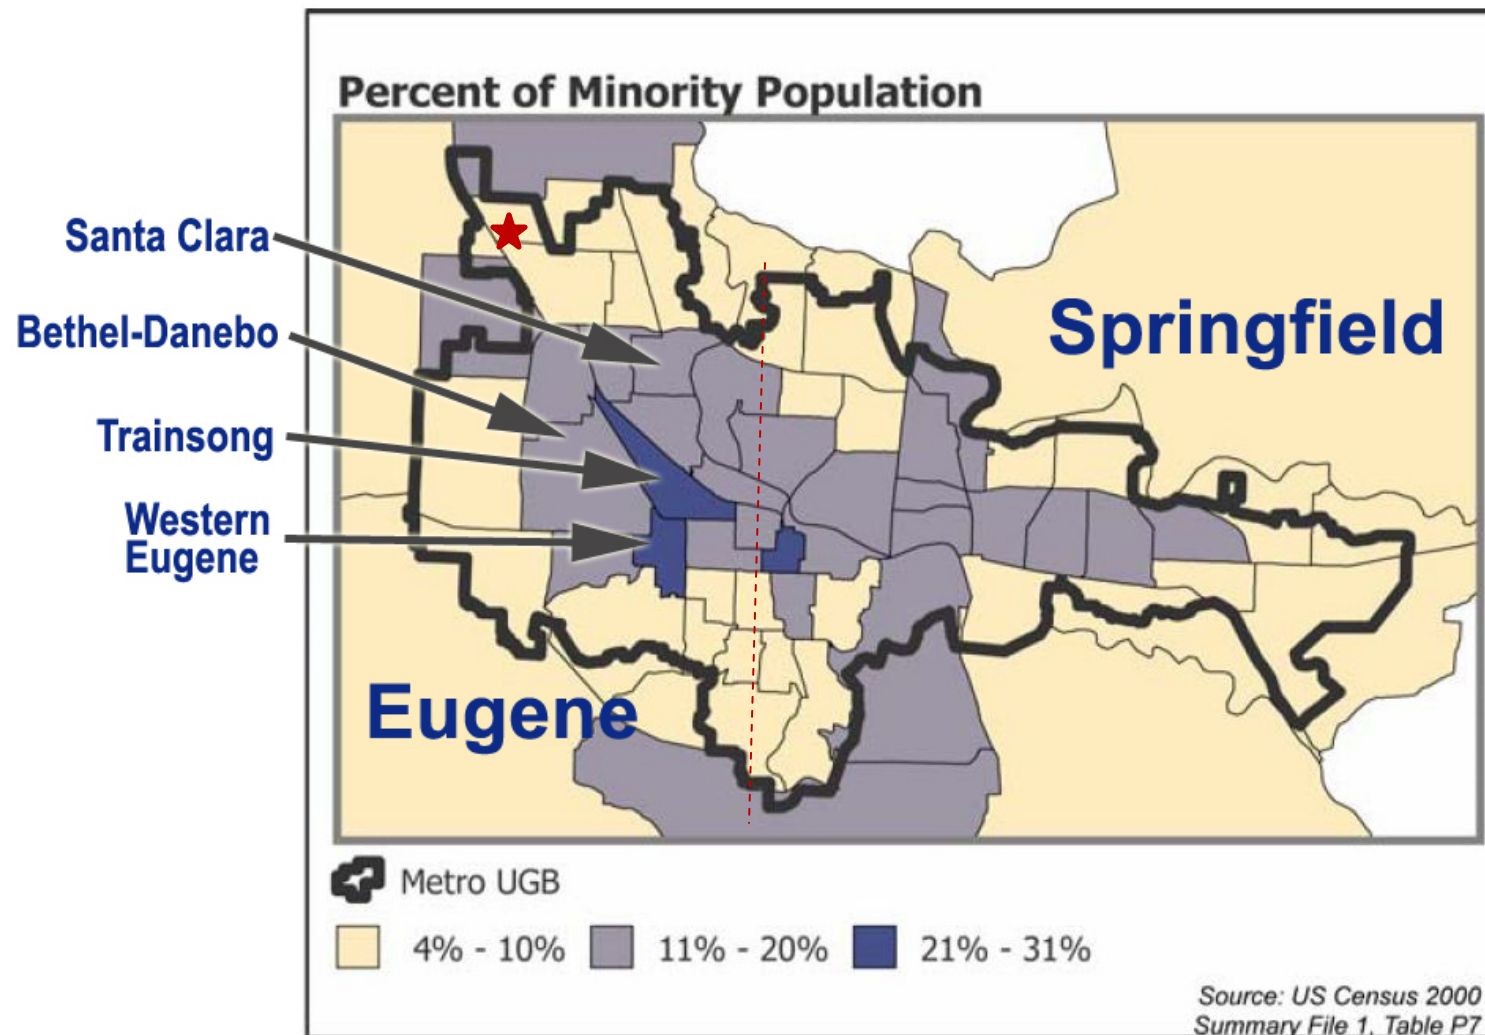 Percent of Minority Population
Santa Clara
Bethel-Danebo
Trainsong
Western
Eugene
Springfield
Eugene
Metro UGB
4% - 10%
11% - 20%
21% - 31%
Source: US Census 2000
Summary File 1, Table P7